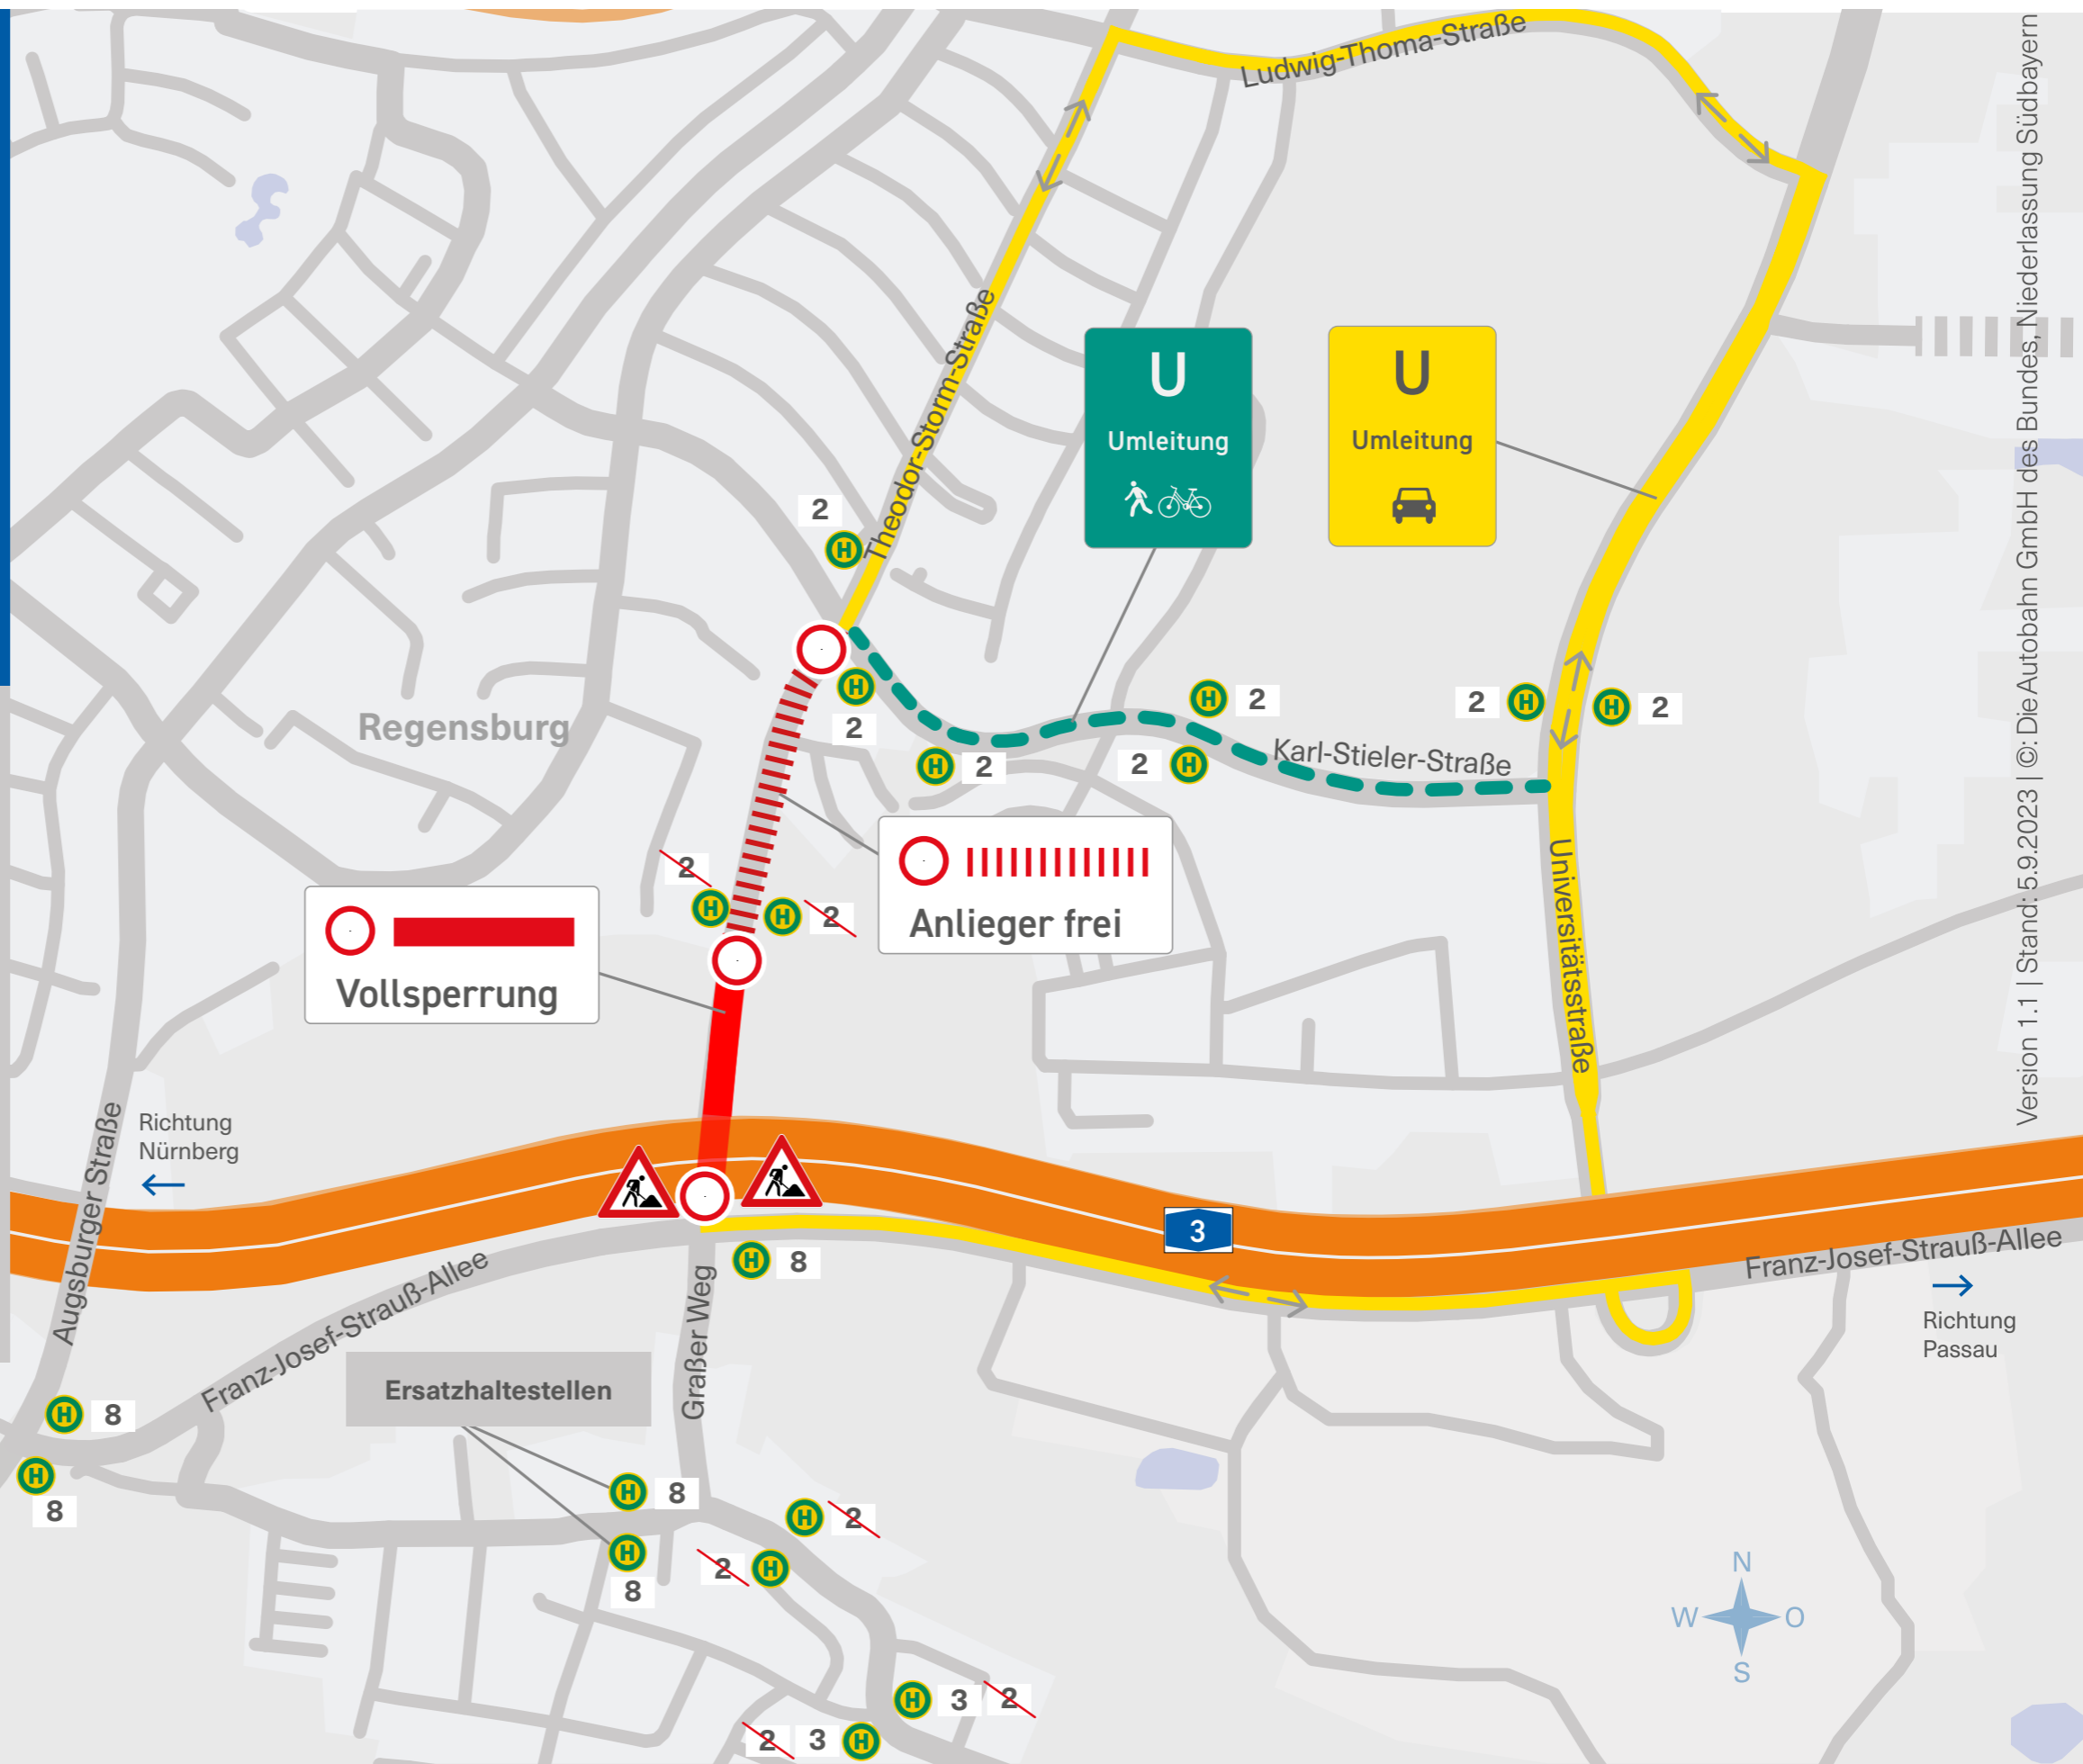 Ludwig-Thoma-Straße
Theodor-Storm-Straße
U
Umleitung
U
Umleitung
2
H
Regensburg
H
2
H
2
H
2
2
H
2
H
H
2
Karl-Stieler-Straße
Universitätsstraße
2
H
H
2
Anlieger frei
Vollsperrung
Richtung
Nürnberg
Augsburger Straße
3
Franz-Josef-Strauß-Allee
Franz-Josef-Strauß-Allee
Richtung
Passau
H
8
Graßer Weg
Ersatzhaltestellen
H
8
H
8
H
8
H
8
H
2
2
H
H
3
2
2
3
H
N
W
O
S
Version 1.1 | Stand: 5.9.2023 | ©: Die Autobahn GmbH des Bundes, Niederlassung Südbayern